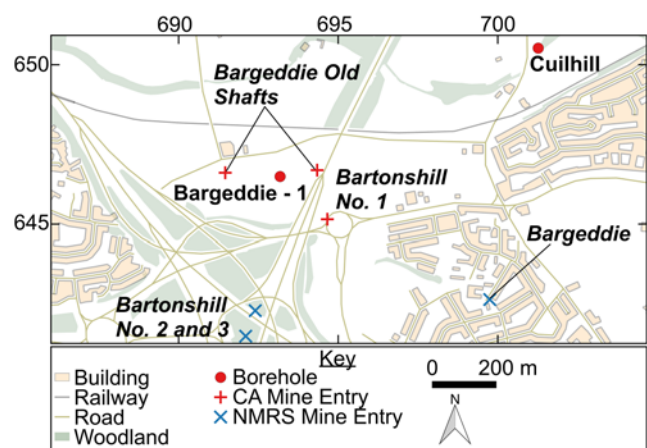 690 695 700
650
645
Bargeddie Old
Shafts
Cuilhill
Bargeddie - 1
Bartonshill
No. 1
Bargeddie
Bartonshill
No. 2 and 3
Key
Building
Railway
Road
Woodland
Borehole
CA Mine Entry
NMRS Mine Entry
0 200 m
N